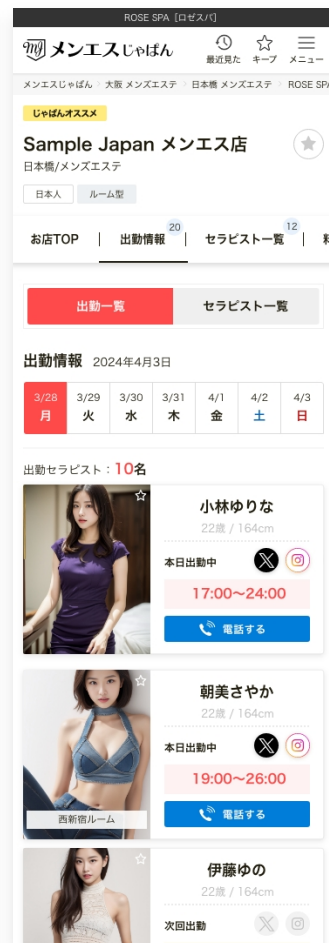 ROSE SPA [ロゼスパ]
メンエスじゃぱん
最近見た キープ メニュー
メンエスじゃぱん 大阪 メンズエステ 日本橋 メンズエステ ROSE SPA
じゃぱんオススメ
Sample Japan メンエス店
日本橋/メンズエステ
日本人 ルーム型
お店TOP 出勤情報 20 セラピスト一覧 12
出勤一覧 セラピスト一覧
出勤情報 2024年4月3日
3/28 3/29 3/30 3/31 4/1 4/2 4/3
月 火 水 木 金 土 日
出勤セラピスト：10名
小林ゆりな
22歳 / 164cm
本日出勤中
17:00〜24:00
電話する
朝美さやか
22歳 / 164cm
本日出勤中
19:00〜26:00
西新宿ルーム
電話する
伊藤ゆの
22歳 / 164cm
次回出勤